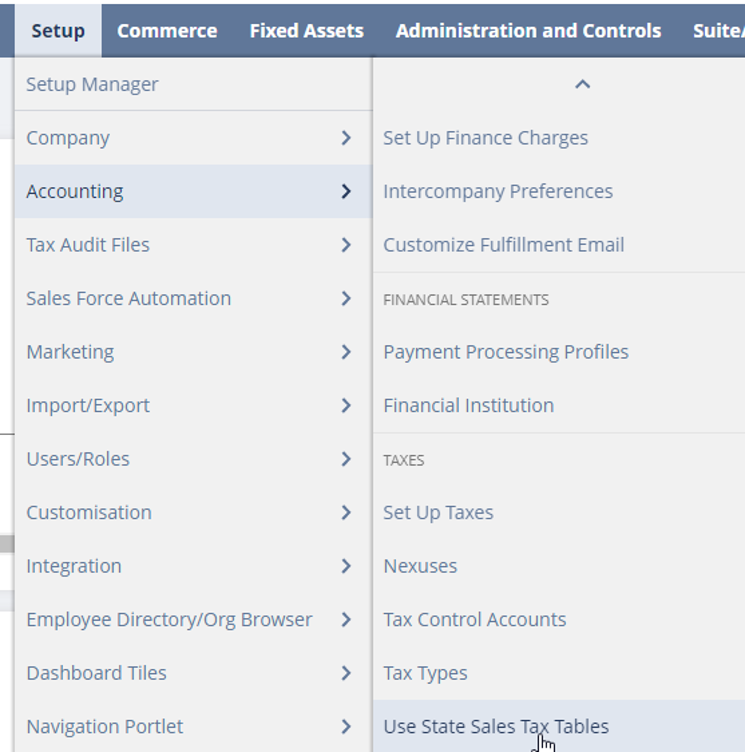 Setup Commerce Fixed Assets Administration and Controls
Setup Manager
Company
Accounting
Tax Audit Files
Sales Force Automation
Marketing
Import/Export
Users/Roles
Customisation
Integration
Employee Directory/Org Browser
Dashboard Tiles
Navigation Portlet
Set Up Finance Charges
Intercompany Preferences
Customize Fulfillment Email
FINANCIAL STATEMENTS
Payment Processing Profiles
Financial Institution
TAXES
Set Up Taxes
Nexuses
Tax Control Accounts
Tax Types
Use State Sales Tax Tables